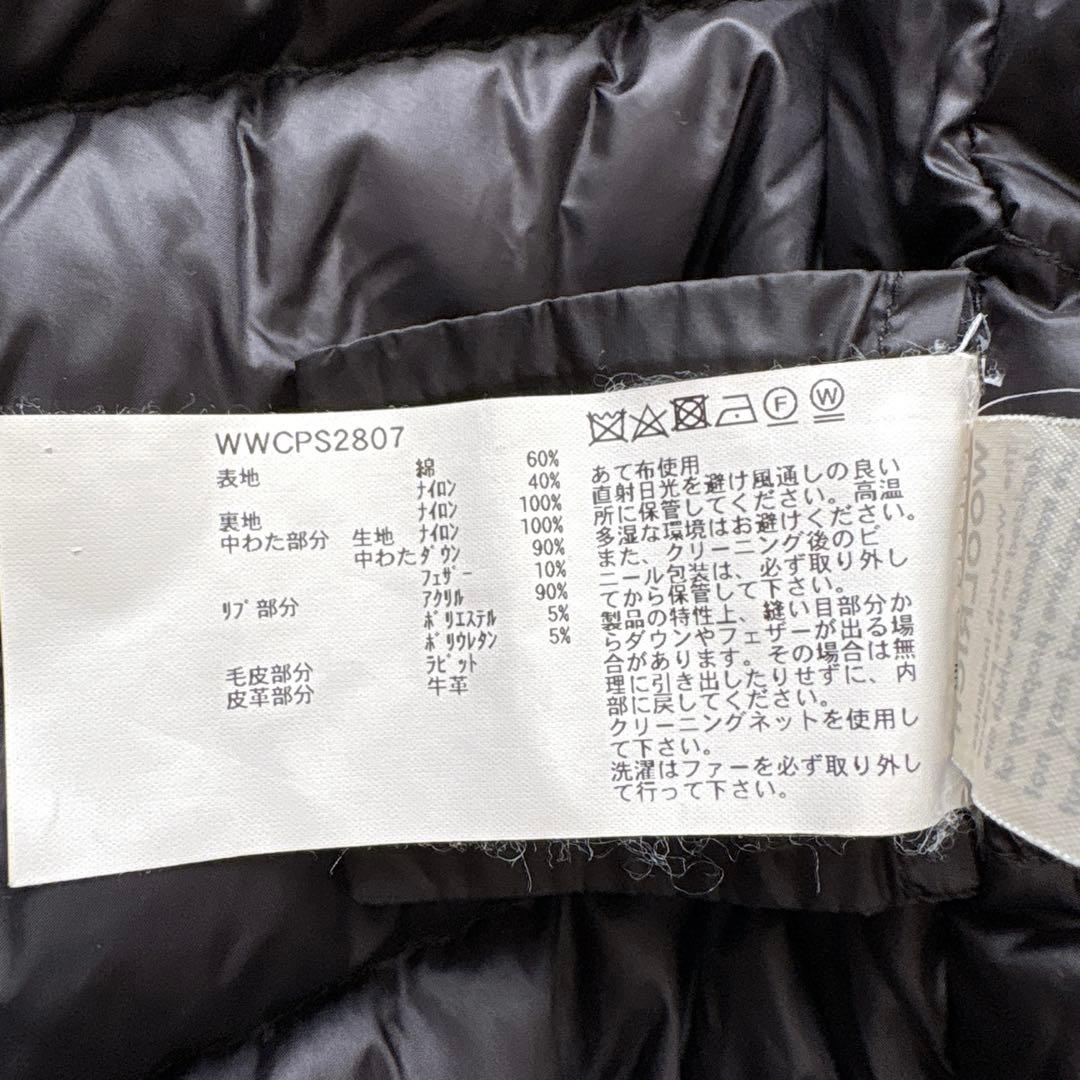 WWCPS2807
表地 綿 60%
ナイロン 40%
裏地 ナイロン 100%
中わた部分 生地 ナイロン 100%
中わた ダウン 90%
フェザー 10%
リブ部分 アクリル 90%
ポリエステル 5%
ポリウレタン 5%
毛皮部分 ラビット
皮革部分 牛革
F W
あて布使用
直射日光を避け風通しの良い
所に保管してください。高温
多湿な環境はお避けください。
また、クリーニング後のビ
ニール包装は、必ず取り外し
てから保管して下さい。
製品の特性上、縫い目部分か
らダウンやフェザーが出る場
合があります。その場合は無
理に引き出したりせずに、内
部に戻してください。
クリーニングネットを使用し
て下さい。
洗濯はファーを必ず取り外し
て行って下さい。